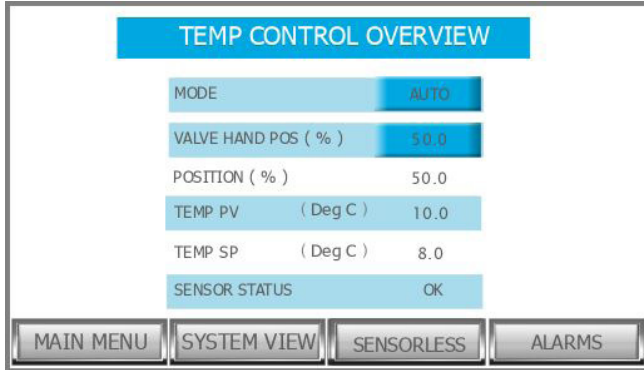 TEMP CONTROL OVERVIEW
MODE AUTO
VALVE HAND POS ( % ) 50.0
POSITION ( % ) 50.0
TEMP PV ( Deg C ) 10.0
TEMP SP ( Deg C ) 8.0
SENSOR STATUS OK
MAIN MENU SYSTEM VIEW SENSORLESS ALARMS